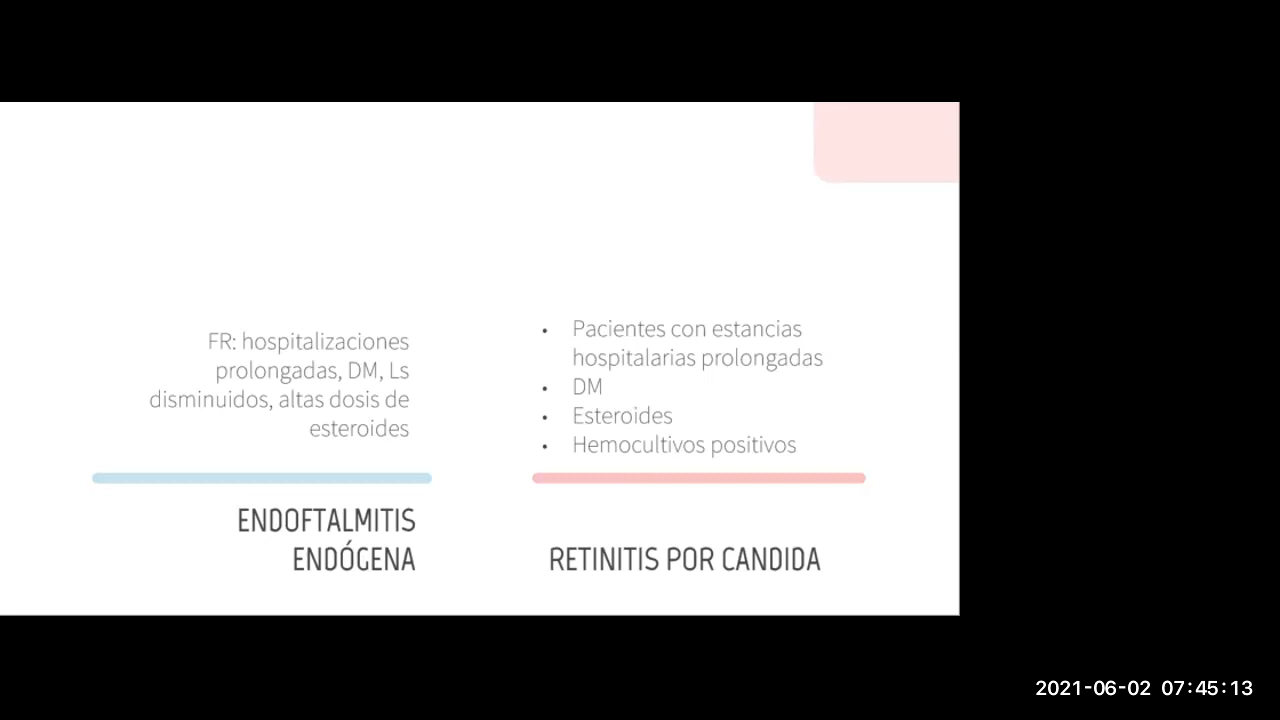 FR: hospitalizaciones
prolongadas, DM, Ls
disminuidos, altas dosis de
esteroides
ENDOFTALMITIS
ENDÓGENA
• Pacientes con estancias
hospitalarias prolongadas
• DM
• Esteroides
• Hemocultivos positivos
RETINITIS POR CANDIDA
2021-06-02 07:45:13